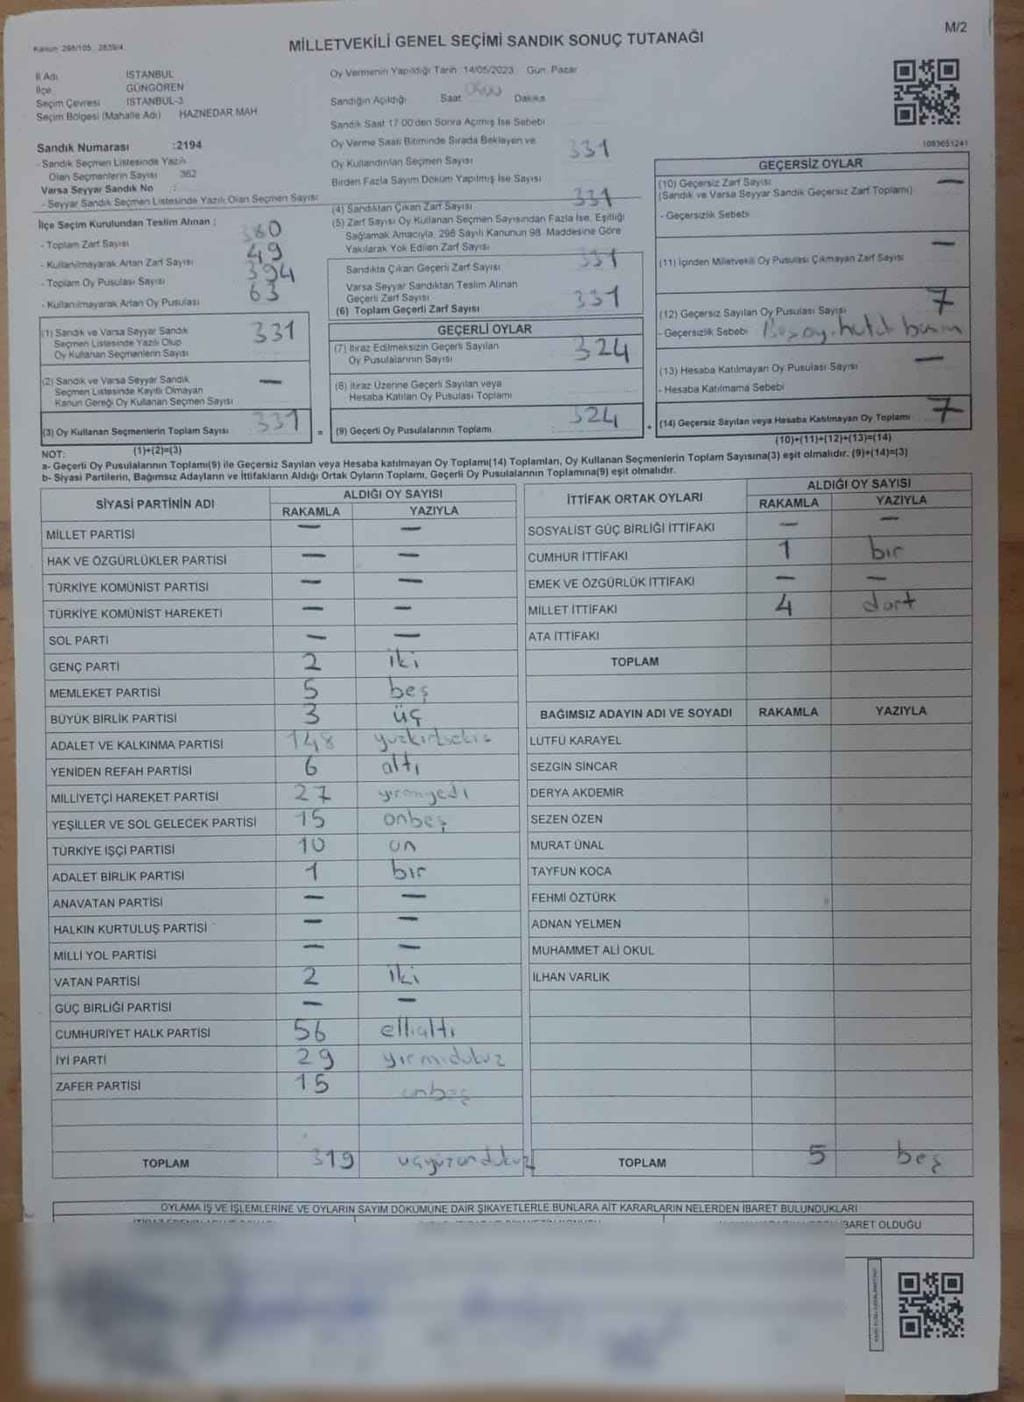 Kanun: 298/105, 2839/4
MİLLETVEKİLİ GENEL SEÇİMİ SANDIK SONUÇ TUTANAĞI
M/2
İl Adı İSTANBUL
İlçe GÜNGÖREN
Seçim Çevresi İSTANBUL-3
Seçim Bölgesi (Mahalle Adı) HAZNEDAR MAH
Sandık Numarası :2194
- Sandık Seçmen Listesinde Yazılı
Olan Seçmenlerin Sayısı 362
Varsa Seyyar Sandık No :
- Seyyar Sandık Seçmen Listesinde Yazılı Olan Seçmen Sayısı
Oy Vermenin Yapıldığı Tarih 14/05/2023 Gün. Pazar
Sandığın Açıldığı Saat Dakika
Sandık Saat 17.00'den Sonra Açılmış İse Sebebi
Oy Verme Saati Bitiminde Sırada Bekleyen ve
Oy Kullandırılan Seçmen Sayısı 331
Birden Fazla Sayım Döküm Yapılmış İse Sayısı
1083651241
İlçe Seçim Kurulundan Teslim Alınan :
- Toplam Zarf Sayısı 380
- Kullanılmayarak Artan Zarf Sayısı 49
- Toplam Oy Pusulası Sayısı 394
- Kullanılmayarak Artan Oy Pusulası 63
(1) Sandık ve Varsa Seyyar Sandık
Seçmen Listesinde Yazılı Olup
Oy Kullanan Seçmenlerin Sayısı 331
(2) Sandık ve Varsa Seyyar Sandık
Seçmen Listesinde Kayıtlı Olmayan
Kanun Gereği Oy Kullanan Seçmen Sayısı —
(3) Oy Kullanan Seçmenlerin Toplam Sayısı 331
(1)+(2)=(3)
(4) Sandıktan Çıkan Zarf Sayısı 331
(5) Zarf Sayısı Oy Kullanan Seçmen Sayısından Fazla İse, Eşitliği
Sağlamak Amacıyla, 298 Sayılı Kanunun 98. Maddesine Göre
Yakılarak Yok Edilen Zarf Sayısı
Sandıkta Çıkan Geçerli Zarf Sayısı 331
Varsa Seyyar Sandıktan Teslim Alınan
Geçerli Zarf Sayısı
(6) Toplam Geçerli Zarf Sayısı 331
GEÇERLİ OYLAR
(7) İtiraz Edilmeksizin Geçerli Sayılan
Oy Pusulalarının Sayısı 324
(8) İtiraz Üzerine Geçerli Sayılan veya
Hesaba Katılan Oy Pusulası Toplamı
= (9) Geçerli Oy Pusulalarının Toplamı 324
GEÇERSİZ OYLAR
(10) Geçersiz Zarf Sayısı —
(Sandık ve Varsa Seyyar Sandık Geçersiz Zarf Toplamı)
- Geçersizlik Sebebi
(11) İçinden Milletvekili Oy Pusulası Çıkmayan Zarf Sayısı —
(12) Geçersiz Sayılan Oy Pusulası Sayısı 7
- Geçersizlik Sebebi
(13) Hesaba Katılmayan Oy Pusulası Sayısı —
- Hesaba Katılmama Sebebi
(14) Geçersiz Sayılan veya Hesaba Katılmayan Oy Toplamı 7
(10)+(11)+(12)+(13)=(14)
NOT:
a- Geçerli Oy Pusulalarının Toplamı(9) ile Geçersiz Sayılan veya Hesaba katılmayan Oy Toplamı(14) Toplamları, Oy Kullanan Seçmenlerin Toplam Sayısına(3) eşit olmalıdır. (9)+(14)=(3)
b- Siyasi Partilerin, Bağımsız Adayların ve İttifakların Aldığı Ortak Oyların Toplamı, Geçerli Oy Pusulalarının Toplamına(9) eşit olmalıdır.
SİYASİ PARTİNİN ADI ALDIĞI OY SAYISI
RAKAMLA YAZIYLA
MİLLET PARTİSİ — —
HAK VE ÖZGÜRLÜKLER PARTİSİ — —
TÜRKİYE KOMÜNİST PARTİSİ — —
TÜRKİYE KOMÜNİST HAREKETİ — —
SOL PARTİ — —
GENÇ PARTİ 2 iki
MEMLEKET PARTİSİ 5 beş
BÜYÜK BİRLİK PARTİSİ 3 üç
ADALET VE KALKINMA PARTİSİ 148 yüzkırksekiz
YENİDEN REFAH PARTİSİ 6 altı
MİLLİYETÇİ HAREKET PARTİSİ 27 yirmiyedi
YEŞİLLER VE SOL GELECEK PARTİSİ 15 onbeş
TÜRKİYE İŞÇİ PARTİSİ 10 on
ADALET BİRLİK PARTİSİ 1 bir
ANAVATAN PARTİSİ — —
HALKIN KURTULUŞ PARTİSİ — —
MİLLİ YOL PARTİSİ — —
VATAN PARTİSİ 2 iki
GÜÇ BİRLİĞİ PARTİSİ — —
CUMHURİYET HALK PARTİSİ 56 ellialtı
İYİ PARTİ 29 yirmidokuz
ZAFER PARTİSİ 15 onbeş
TOPLAM 319 üçyüzondokuz
İTTİFAK ORTAK OYLARI ALDIĞI OY SAYISI
RAKAMLA YAZIYLA
SOSYALİST GÜÇ BİRLİĞİ İTTİFAKI — —
CUMHUR İTTİFAKI 1 bir
EMEK VE ÖZGÜRLÜK İTTİFAKI — —
MİLLET İTTİFAKI 4 dört
ATA İTTİFAKI
TOPLAM
BAĞIMSIZ ADAYIN ADI VE SOYADI RAKAMLA YAZIYLA
LÜTFÜ KARAYEL
SEZGİN SİNCAR
DERYA AKDEMİR
SEZEN ÖZEN
MURAT ÜNAL
TAYFUN KOCA
FEHMİ ÖZTÜRK
ADNAN YELMEN
MUHAMMET ALİ OKUL
İLHAN VARLIK
TOPLAM 5 beş
OYLAMA İŞ VE İŞLEMLERİNE VE OYLARIN SAYIM DÖKÜMÜNE DAİR ŞİKAYETLERLE BUNLARA AİT KARARLARIN NELERDEN İBARET BULUNDUKLARI
İBARET OLDUĞU